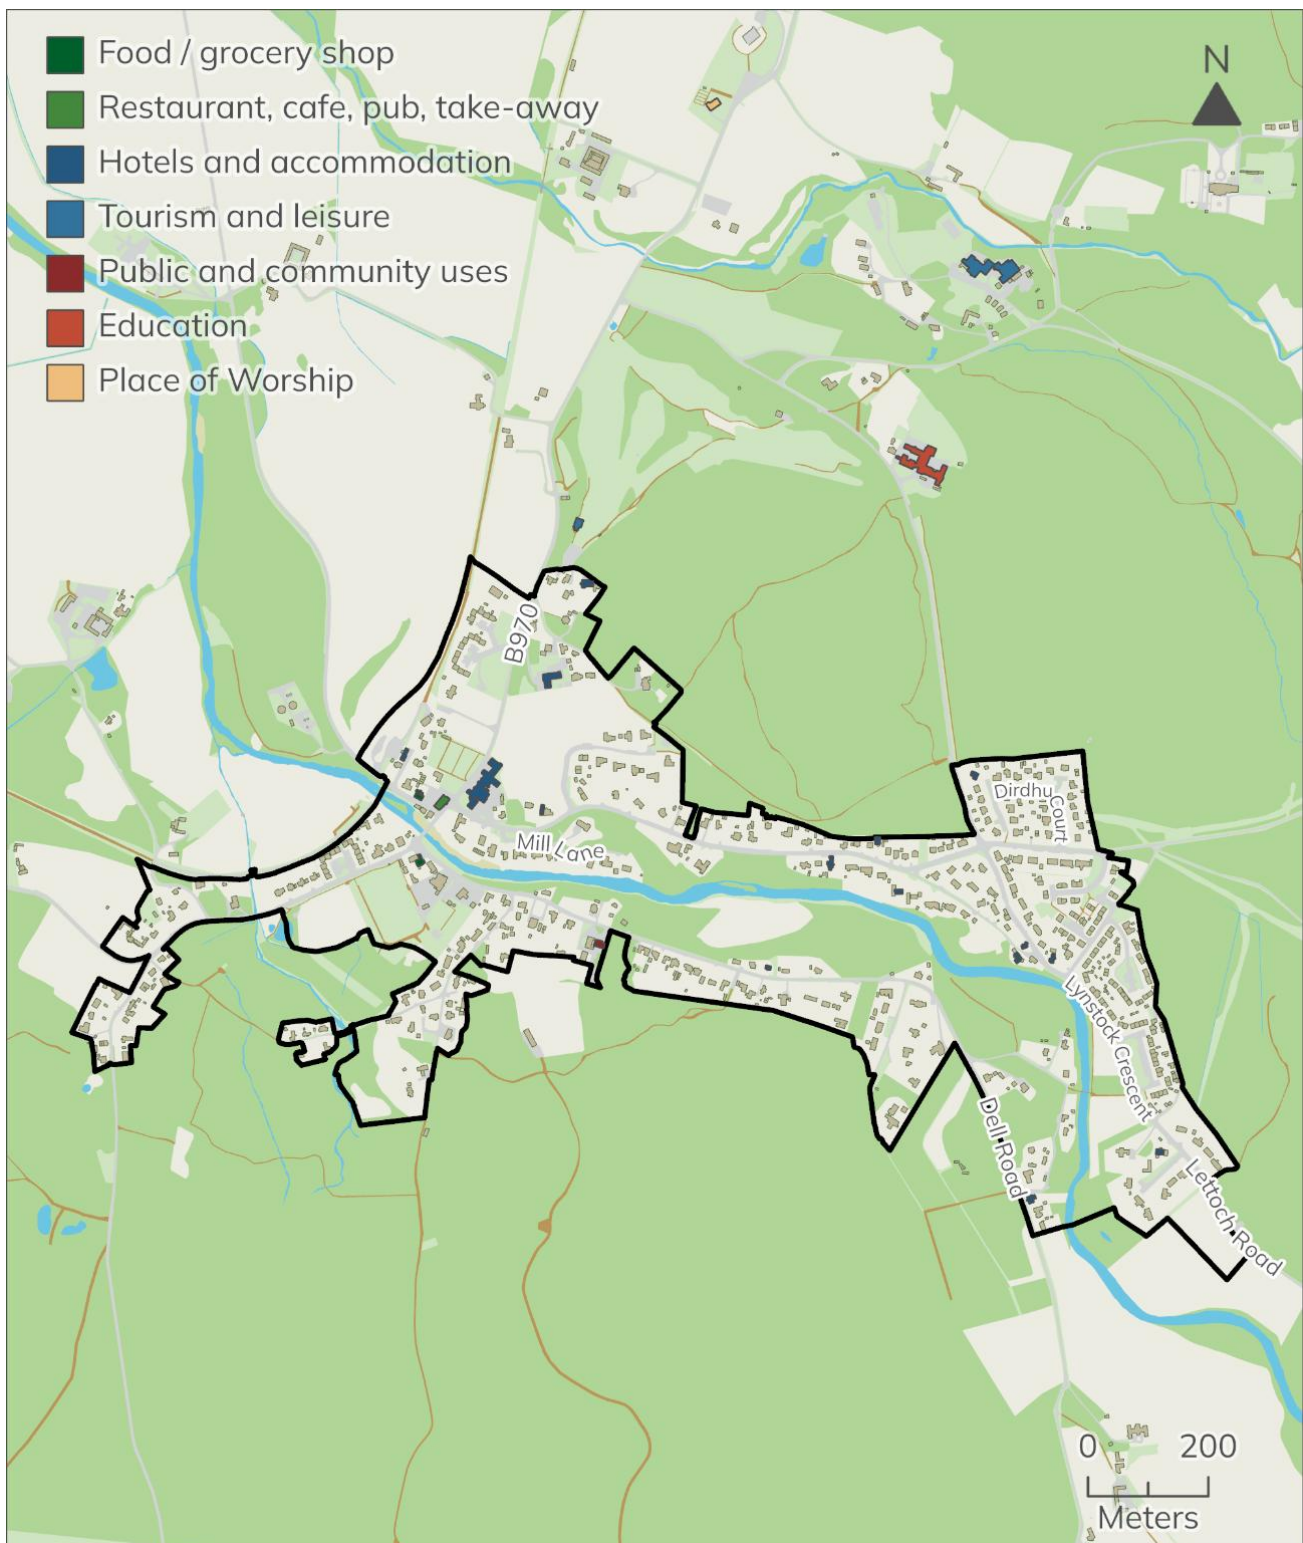 Food / grocery shop
Restaurant, cafe, pub, take-away
Hotels and accommodation
Tourism and leisure
Public and community uses
Education
Place of Worship
N
B970
Mill Lane
Dirdhu
Court
Lynstock Crescent
Dell Road
Lettoch Road
0 200
Meters